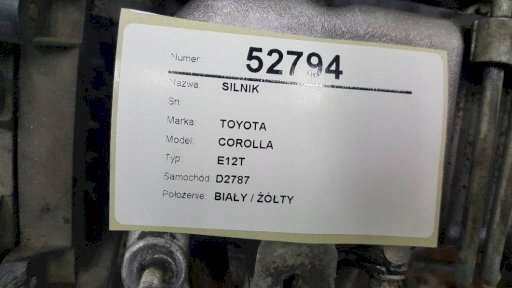 Numer: 52794
Nazwa: SILNIK
Sn:
Marka: TOYOTA
Model: COROLLA
Typ: E12T
Samochód: D2787
Położenie: BIAŁY / ŻÓŁTY